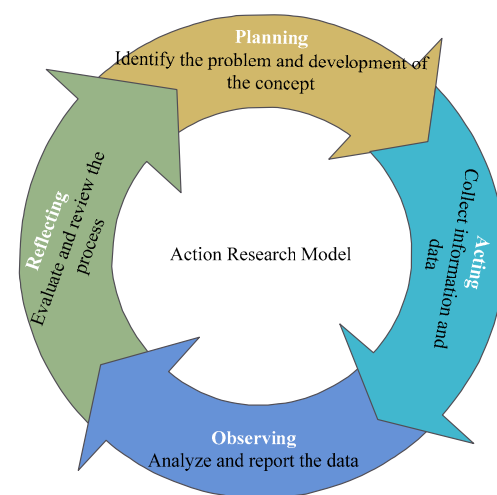 Planning
Identify the problem and development of
the concept
Acting
Collect information and
data
Action Research Model
Reflecting
Evaluate and review the
process
Observing
Analyze and report the data